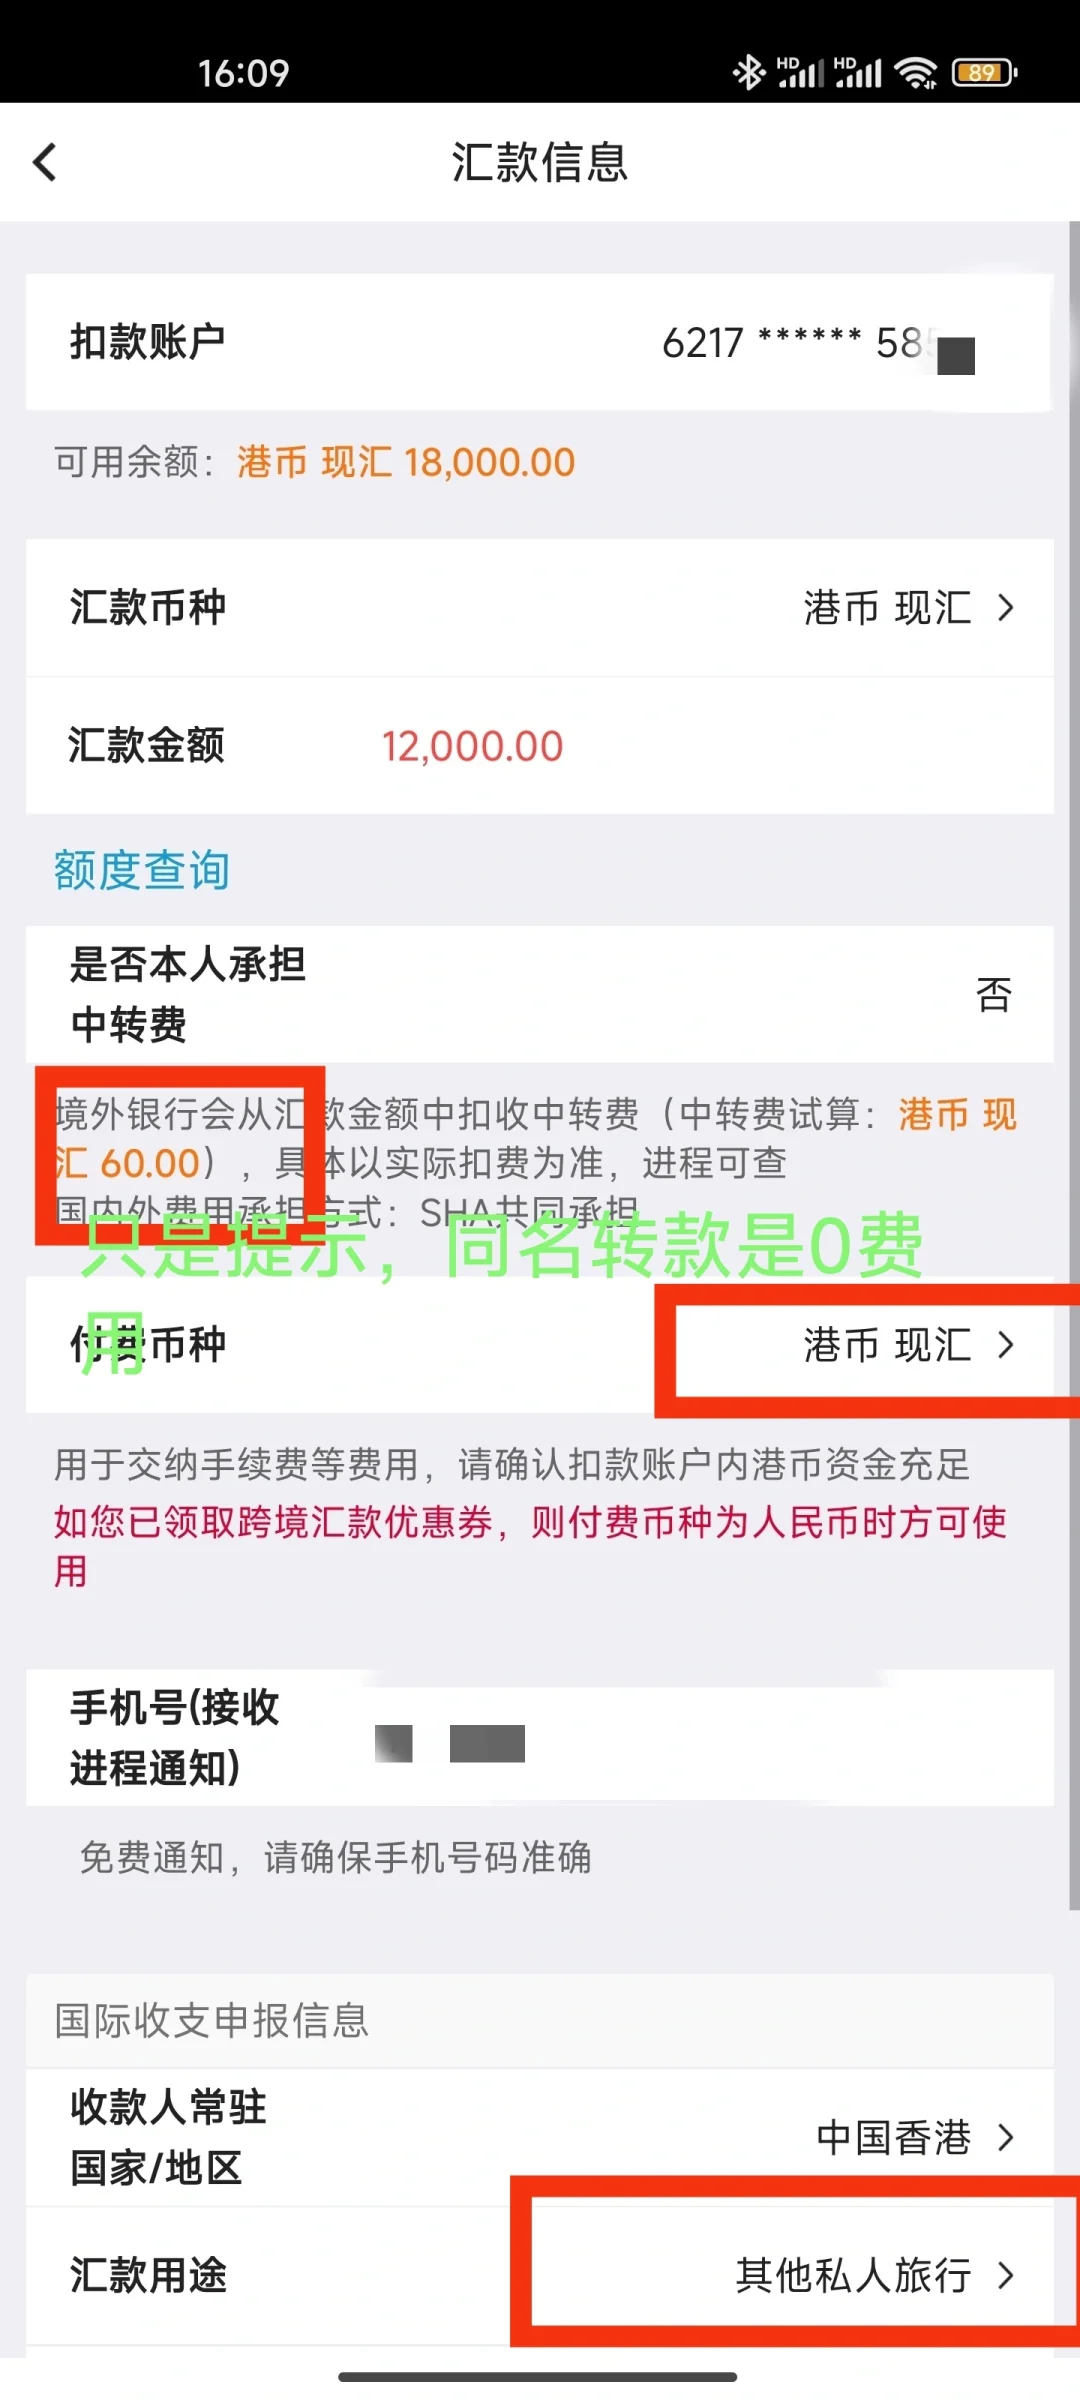 16:09
HD HD 89
汇款信息
扣款账户 6217 ****** 58
可用余额：港币 现汇 18,000.00
汇款币种 港币 现汇
汇款金额 12,000.00
额度查询
是否本人承担
中转费
否
境外银行会从汇款金额中扣收中转费（中转费试算：港币 现
汇 60.00），具体以实际扣费为准，进程可查
国内外费用承担方式：SHA共同承担
只是提示，同名转款是0费
用
付费币种 港币 现汇
用于交纳手续费等费用，请确认扣款账户内港币资金充足
如您已领取跨境汇款优惠券，则付费币种为人民币时方可使
用
手机号(接收
进程通知)
免费通知，请确保手机号码准确
国际收支申报信息
收款人常驻
国家/地区
中国香港
汇款用途 其他私人旅行